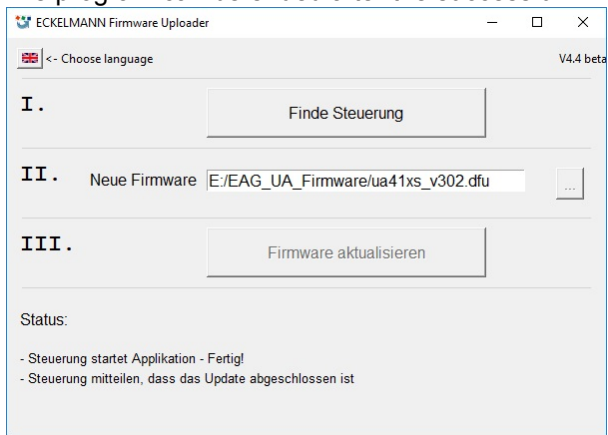 ECKELMANN Firmware Uploader
<- Choose language
V4.4 beta
I.
Finde Steuerung
II.
Neue Firmware
E:/EAG_UA_Firmware/ua41xs_v302.dfu
...
III.
Firmware aktualisieren
Status:
- Steuerung startet Applikation - Fertig!
- Steuerung mitteilen, dass das Update abgeschlossen ist